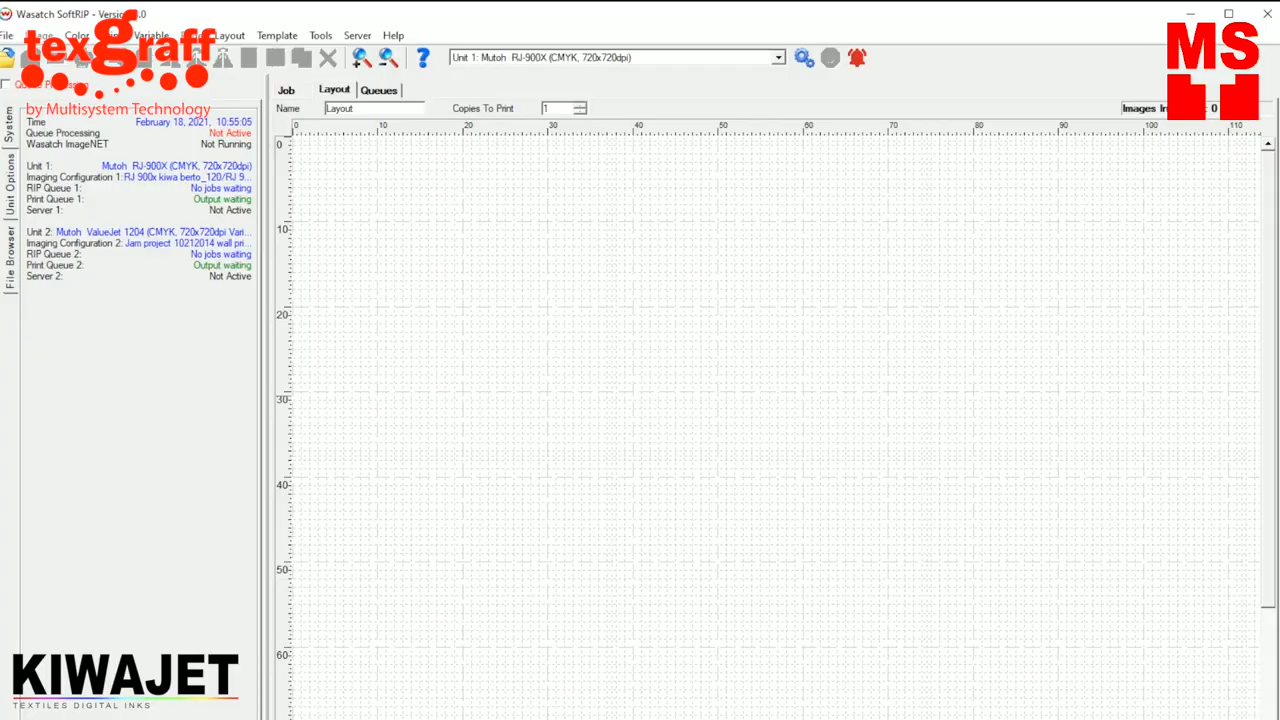 Wasatch SoftRIP - Version
.0
File
Color
Variable
Layout
Template
Tools
Server
Help
texgraff
by Multisystem Technology
MS
Unit 1: Mutoh RJ-900X (CMYK, 720x720dpi)
Job
Layout
Queues
Name
Layout
Copies To Print
1
0
System
Unit Options
File Browser
Time February 18, 2021, 10:55:05
Queue Processing Not Active
Wasatch ImageNET Not Running
Unit 1: Mutoh RJ-900X (CMYK, 720x720dpi)
Imaging Configuration 1: RJ 900x kiwa berto_120/RJ 9...
RIP Queue 1: No jobs waiting
Print Queue 1: Output waiting
Server 1: Not Active
Unit 2: Mutoh ValueJet 1204 (CMYK, 720x720dpi Vari...
Imaging Configuration 2: Jam project 10212014 wall pri...
RIP Queue 2: No jobs waiting
Print Queue 2: Output waiting
Server 2: Not Active
0 10 20 30 40 50 60 70 80 90 100 110
0
10
20
30
40
50
60
KIWAJET
TEXTILES DIGITAL INKS